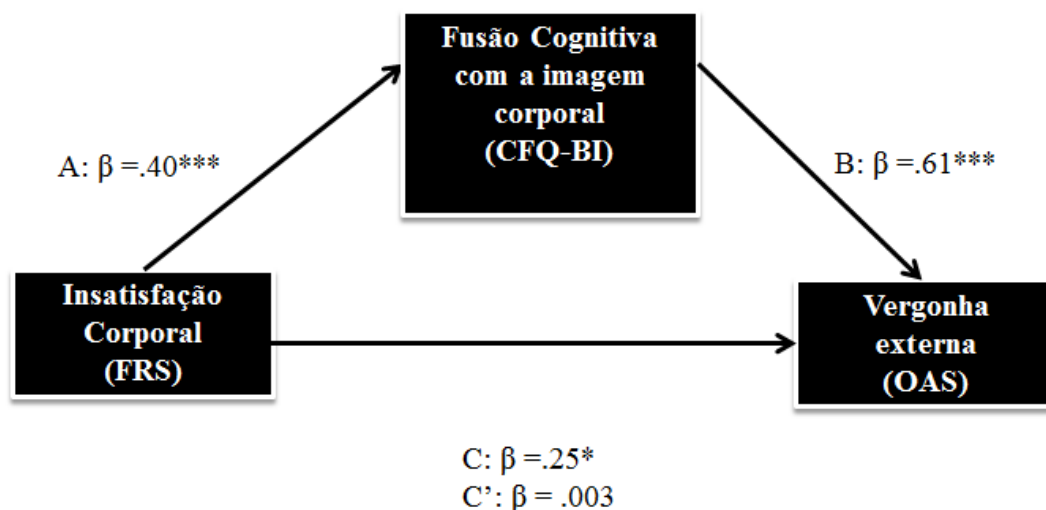 Fusão Cognitiva
com a imagem
corporal
(CFQ-BI)
A: β =.40***
B: β =.61***
Insatisfação
Corporal
(FRS)
Vergonha
externa
(OAS)
C: β =.25*
C’: β = .003